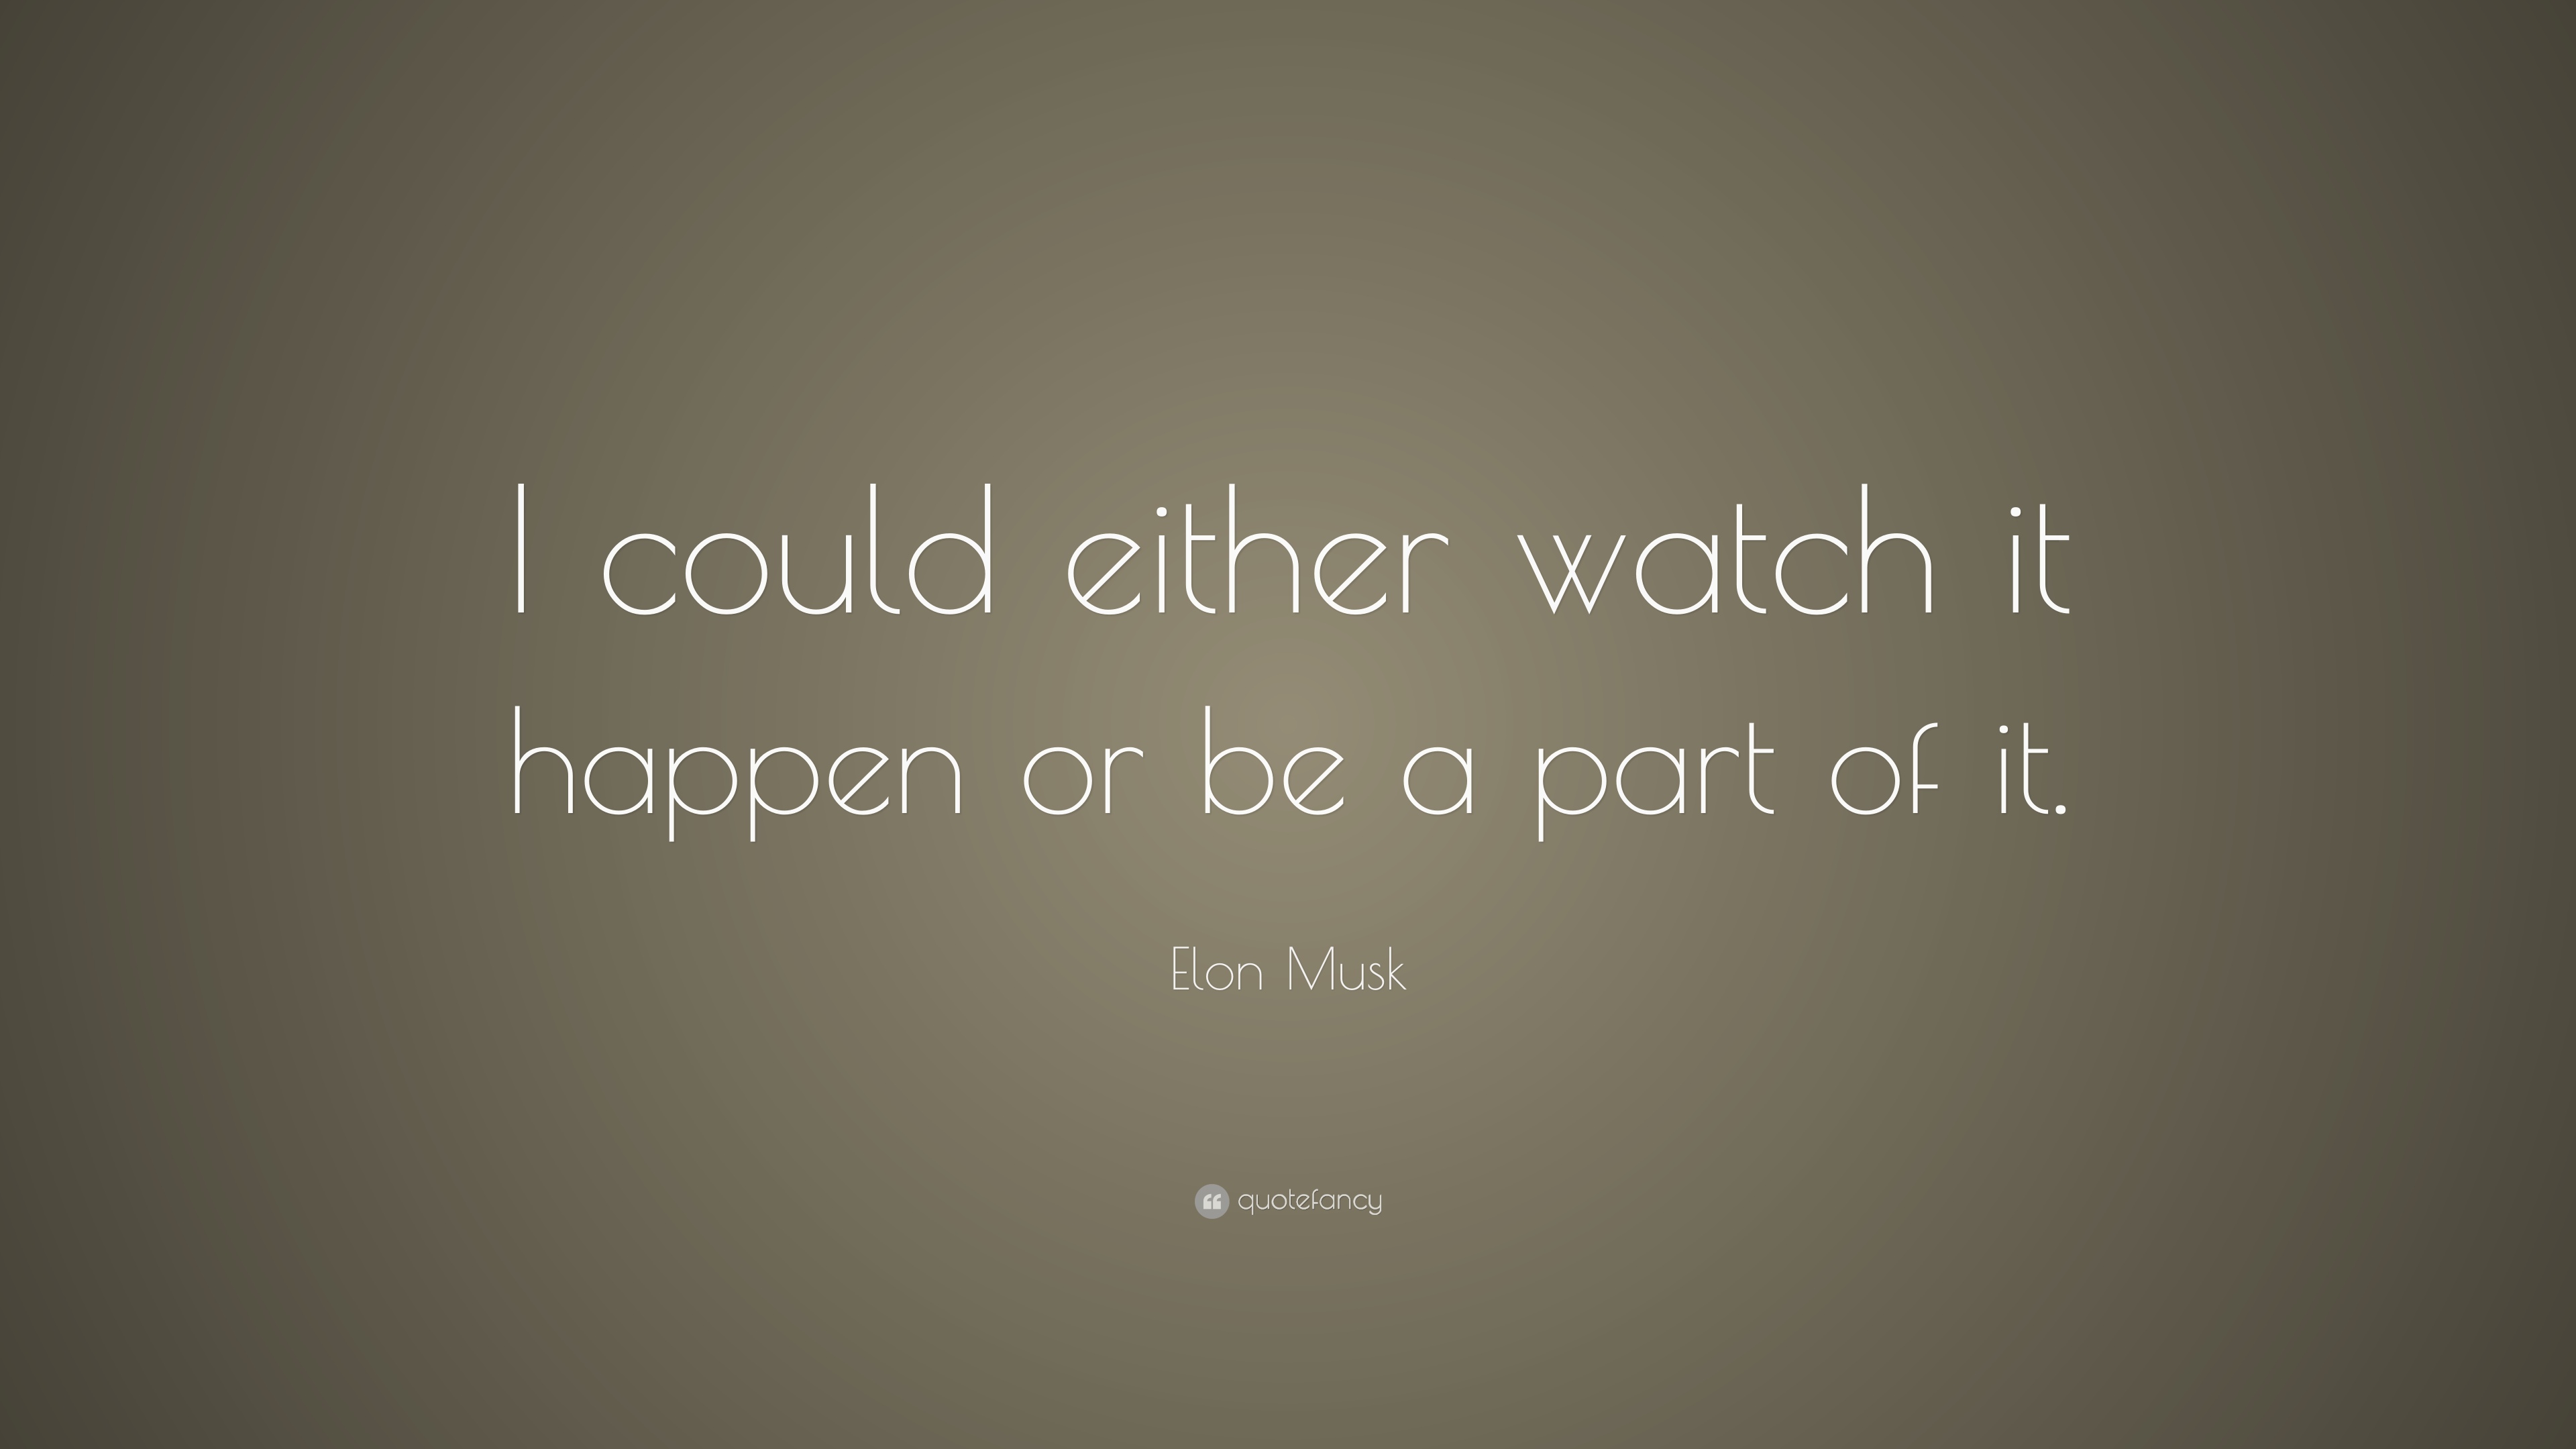 I could either watch it
happen or be a part of it.
Elon Musk
quotefancy